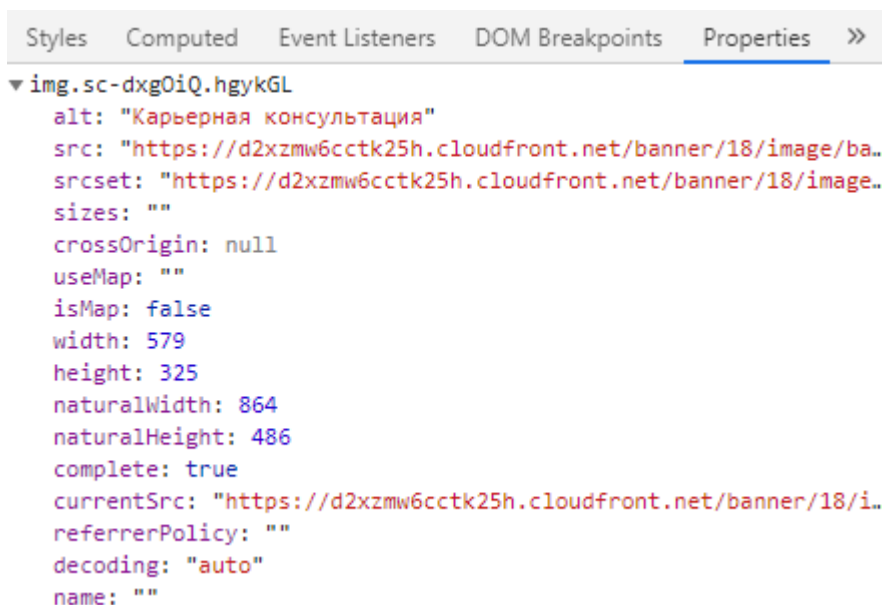 Styles Computed Event Listeners DOM Breakpoints Properties »
▼ img.sc-dxgOiQ.hgykGL
alt: "Карьерная консультация"
src: "https://d2xzmw6cctk25h.cloudfront.net/banner/18/image/ba…
srcset: "https://d2xzmw6cctk25h.cloudfront.net/banner/18/image…
sizes: ""
crossOrigin: null
useMap: ""
isMap: false
width: 579
height: 325
naturalWidth: 864
naturalHeight: 486
complete: true
currentSrc: "https://d2xzmw6cctk25h.cloudfront.net/banner/18/i…
referrerPolicy: ""
decoding: "auto"
name: ""